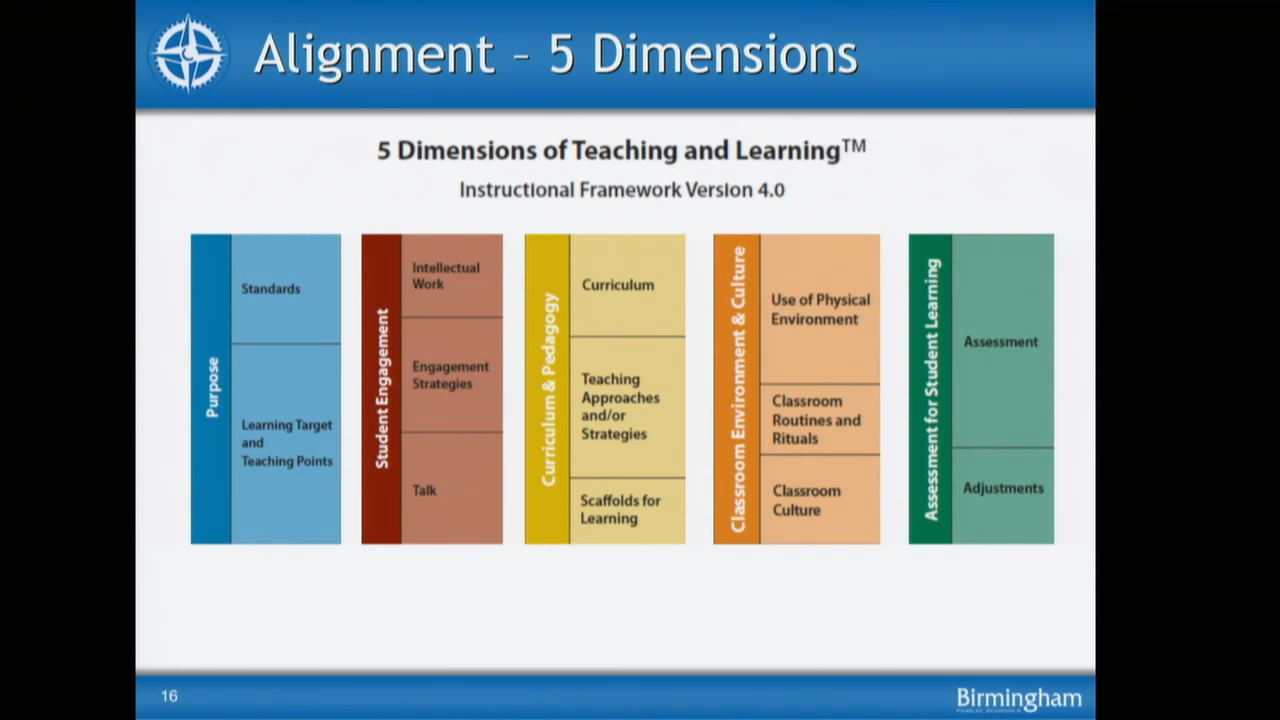 Alignment – 5 Dimensions
5 Dimensions of Teaching and Learning™
Instructional Framework Version 4.0
Purpose
Standards
Learning Target
and
Teaching Points
Student Engagement
Intellectual
Work
Engagement
Strategies
Talk
Curriculum & Pedagogy
Curriculum
Teaching
Approaches
and/or
Strategies
Scaffolds for
Learning
Classroom Environment & Culture
Use of Physical
Environment
Classroom
Routines and
Rituals
Classroom
Culture
Assessment for Student Learning
Assessment
Adjustments
16
Birmingham
PUBLIC SCHOOLS